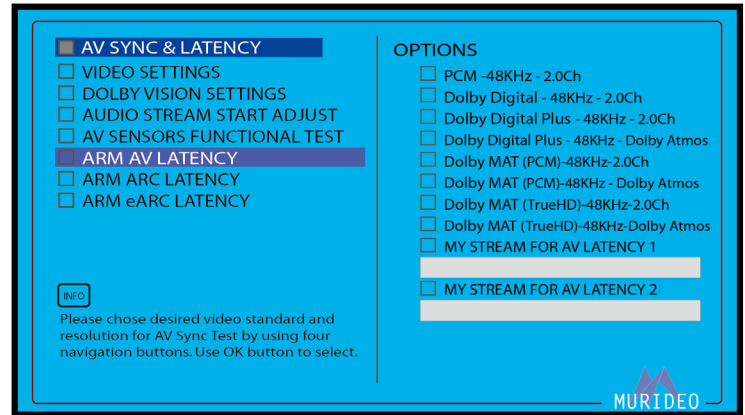 AV SYNC & LATENCY
VIDEO SETTINGS
DOLBY VISION SETTINGS
AUDIO STREAM START ADJUST
AV SENSORS FUNCTIONAL TEST
ARM AV LATENCY
ARM ARC LATENCY
ARM eARC LATENCY
INFO
Please chose desired video standard and
resolution for AV Sync Test by using four
navigation buttons. Use OK button to select.
OPTIONS
PCM -48KHz - 2.0Ch
Dolby Digital - 48KHz - 2.0Ch
Dolby Digital Plus - 48KHz - 2.0Ch
Dolby Digital Plus - 48KHz - Dolby Atmos
Dolby MAT (PCM)-48KHz-2.0Ch
Dolby MAT (PCM)-48KHz - Dolby Atmos
Dolby MAT (TrueHD)-48KHz-2.0Ch
Dolby MAT (TrueHD)-48KHz-Dolby Atmos
MY STREAM FOR AV LATENCY 1
MY STREAM FOR AV LATENCY 2
MURIDEO